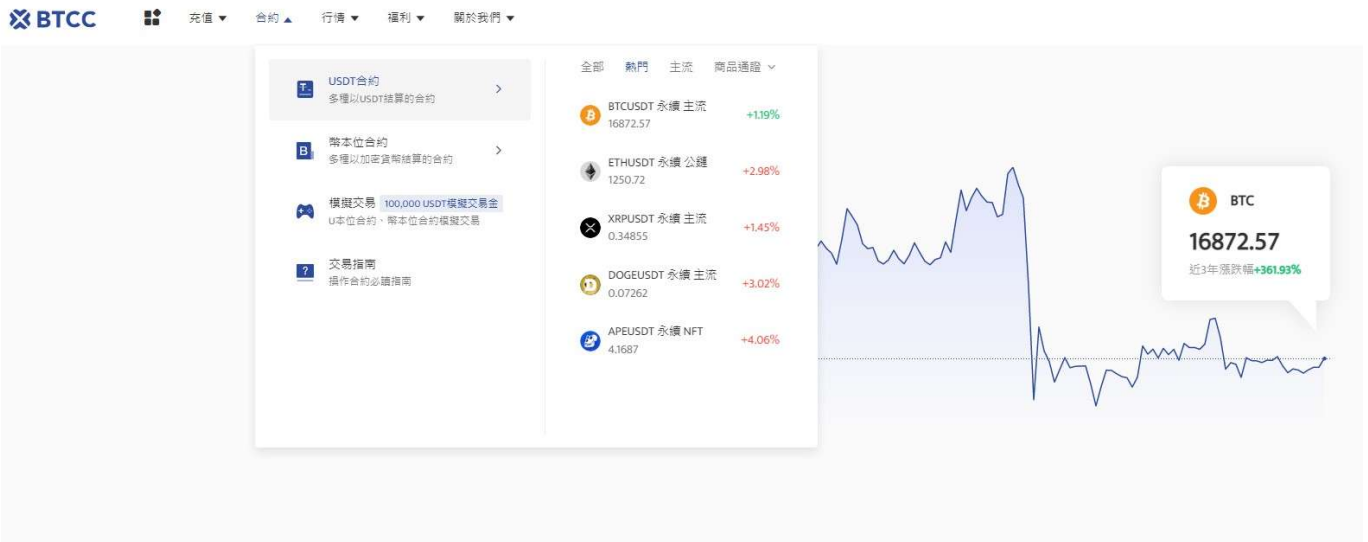 BTCC
充值 ▼
合約 ▲
行情 ▼
福利 ▼
關於我們 ▼
USDT合約
多種以USDT結算的合約
幣本位合約
多種以加密貨幣結算的合約
模擬交易 100,000 USDT模擬交易金
U本位合約、幣本位合約模擬交易
交易指南
操作合約必讀指南
全部 熱門 主流 商品通證
BTCUSDT 永續 主流
16872.57
+1.19%
ETHUSDT 永續 公鏈
1250.72
+2.98%
XRPUSDT 永續 主流
0.34855
+1.45%
DOGEUSDT 永續 主流
0.07262
+3.02%
APEUSDT 永續 NFT
4.1687
+4.06%
BTC
16872.57
近3年漲跌幅+361.93%